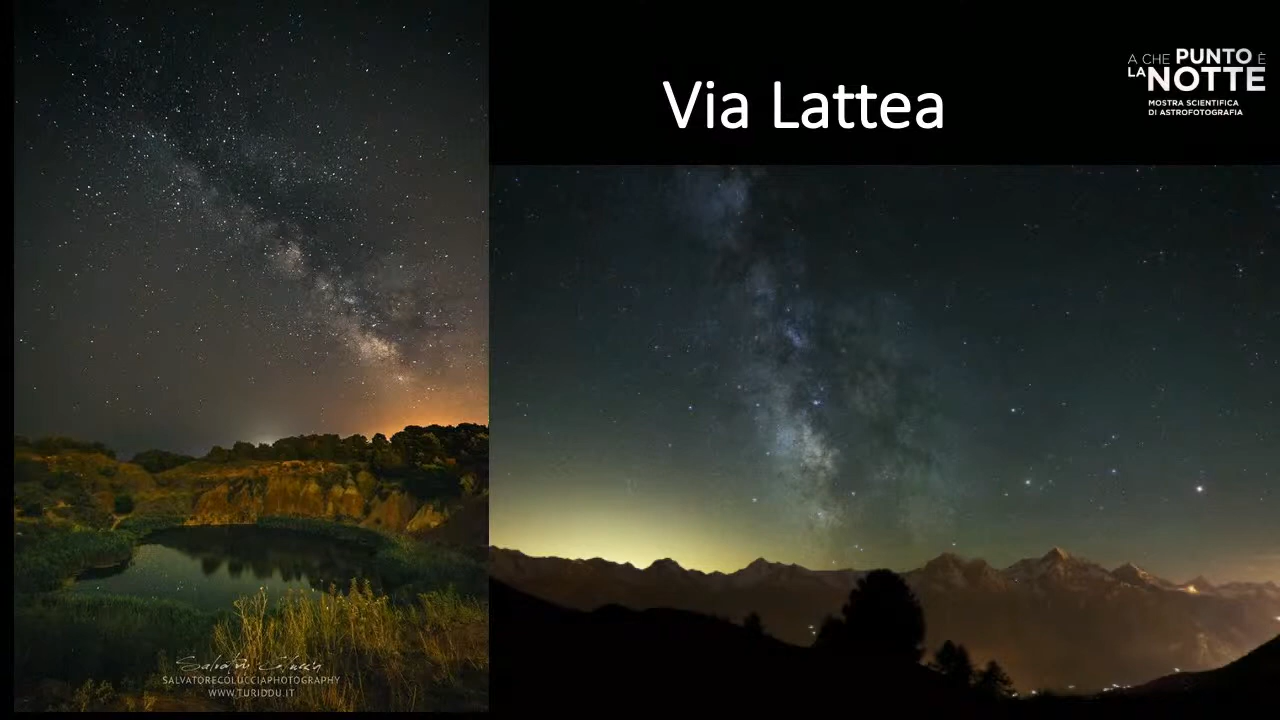 Via Lattea
A CHE PUNTO È
LA NOTTE
MOSTRA SCIENTIFICA
DI ASTROFOTOGRAFIA
SALVATORECOLUCCIAPHOTOGRAPHY
WWW.TURIDDU.IT